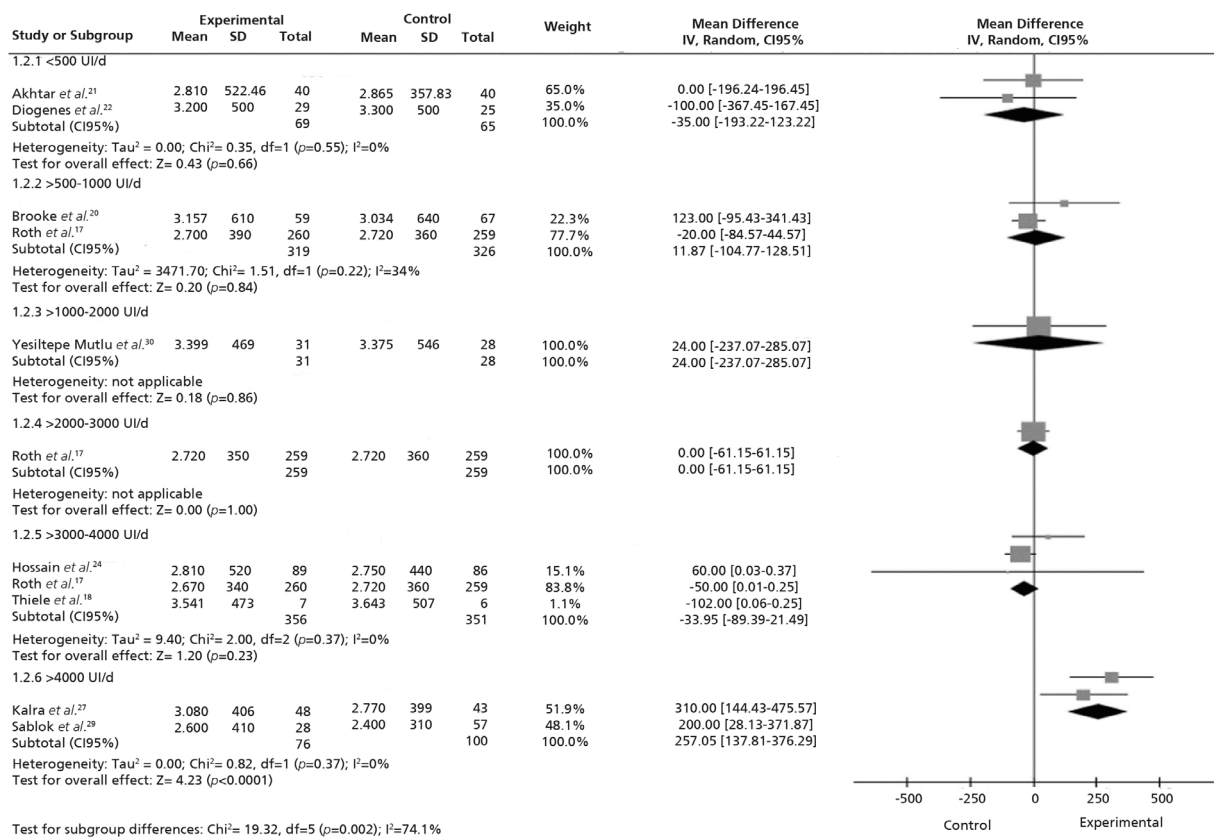 Experimental Control Mean Difference Mean Difference
Study or Subgroup Mean SD Total Mean SD Total Weight IV, Random, CI95% IV, Random, CI95%
1.2.1 <500 UI/d
Akhtar et al.²¹ 2.810 522.46 40 2.865 357.83 40 65.0% 0.00 [-196.24-196.45]
Diogenes et al.²² 3.200 500 29 3.300 500 25 35.0% -100.00 [-367.45-167.45]
Subtotal (CI95%) 69 65 100.0% -35.00 [-193.22-123.22]
Heterogeneity: Tau² = 0.00; Chi²= 0.35, df=1 (p=0.55); I²=0%
Test for overall effect: Z= 0.43 (p=0.66)
1.2.2 >500-1000 UI/d
Brooke et al.²⁰ 3.157 610 59 3.034 640 67 22.3% 123.00 [-95.43-341.43]
Roth et al.¹⁷ 2.700 390 260 2.720 360 259 77.7% -20.00 [-84.57-44.57]
Subtotal (CI95%) 319 326 100.0% 11.87 [-104.77-128.51]
Heterogeneity: Tau² = 3471.70; Chi²= 1.51, df=1 (p=0.22); I²=34%
Test for overall effect: Z= 0.20 (p=0.84)
1.2.3 >1000-2000 UI/d
Yesiltepe Mutlu et al.³⁰ 3.399 469 31 3.375 546 28 100.0% 24.00 [-237.07-285.07]
Subtotal (CI95%) 31 28 100.0% 24.00 [-237.07-285.07]
Heterogeneity: not applicable
Test for overall effect: Z= 0.18 (p=0.86)
1.2.4 >2000-3000 UI/d
Roth et al.¹⁷ 2.720 350 259 2.720 360 259 100.0% 0.00 [-61.15-61.15]
Subtotal (CI95%) 259 259 100.0% 0.00 [-61.15-61.15]
Heterogeneity: not applicable
Test for overall effect: Z= 0.00 (p=1.00)
1.2.5 >3000-4000 UI/d
Hossain et al.²⁴ 2.810 520 89 2.750 440 86 15.1% 60.00 [0.03-0.37]
Roth et al.¹⁷ 2.670 340 260 2.720 360 259 83.8% -50.00 [0.01-0.25]
Thiele et al.¹⁸ 3.541 473 7 3.643 507 6 1.1% -102.00 [0.06-0.25]
Subtotal (CI95%) 356 351 100.0% -33.95 [-89.39-21.49]
Heterogeneity: Tau² = 9.40; Chi²= 2.00, df=2 (p=0.37); I²=0%
Test for overall effect: Z= 1.20 (p=0.23)
1.2.6 >4000 UI/d
Kalra et al.²⁷ 3.080 406 48 2.770 399 43 51.9% 310.00 [144.43-475.57]
Sablok et al.²⁹ 2.600 410 28 2.400 310 57 48.1% 200.00 [28.13-371.87]
Subtotal (CI95%) 76 100 100.0% 257.05 [137.81-376.29]
Heterogeneity: Tau² = 0.00; Chi²= 0.82, df=1 (p=0.37); I²=0%
Test for overall effect: Z= 4.23 (p<0.0001)
-500 -250 0 250 500
Control Experimental
Test for subgroup differences: Chi²= 19.32, df=5 (p=0.002); I²=74.1%